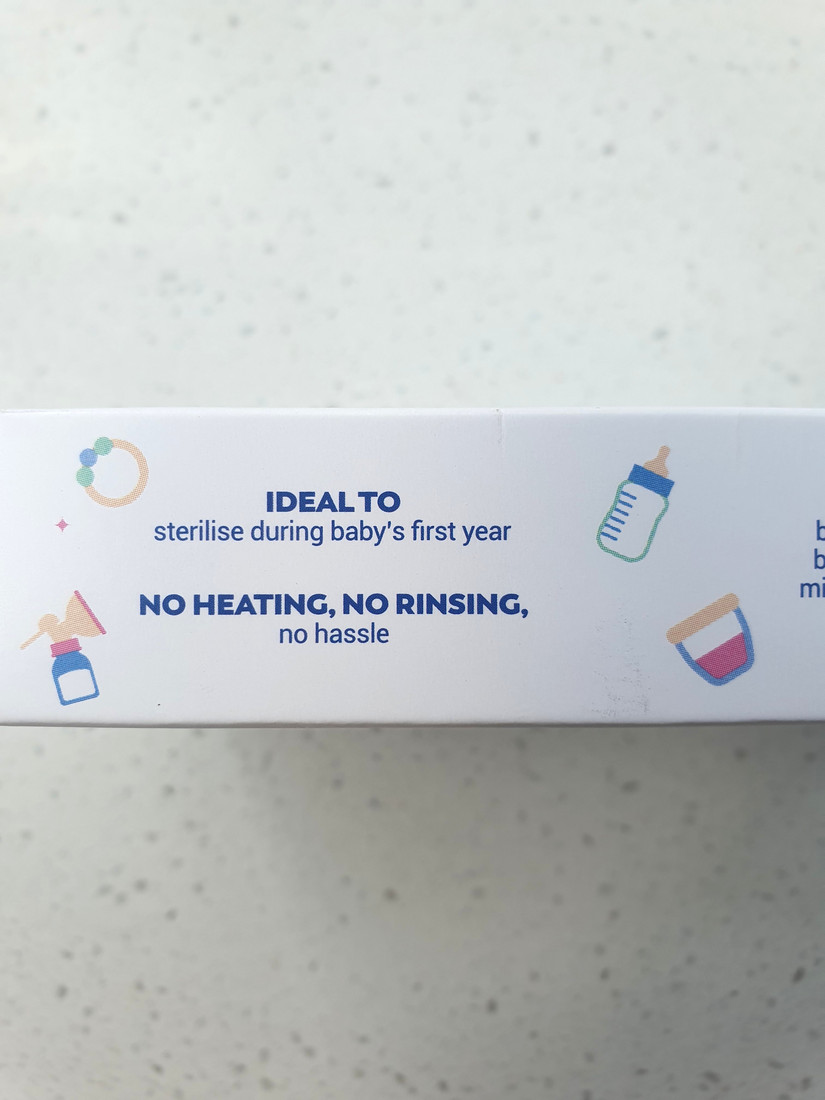 IDEAL TO
sterilise during baby's first year
NO HEATING, NO RINSING,
no hassle